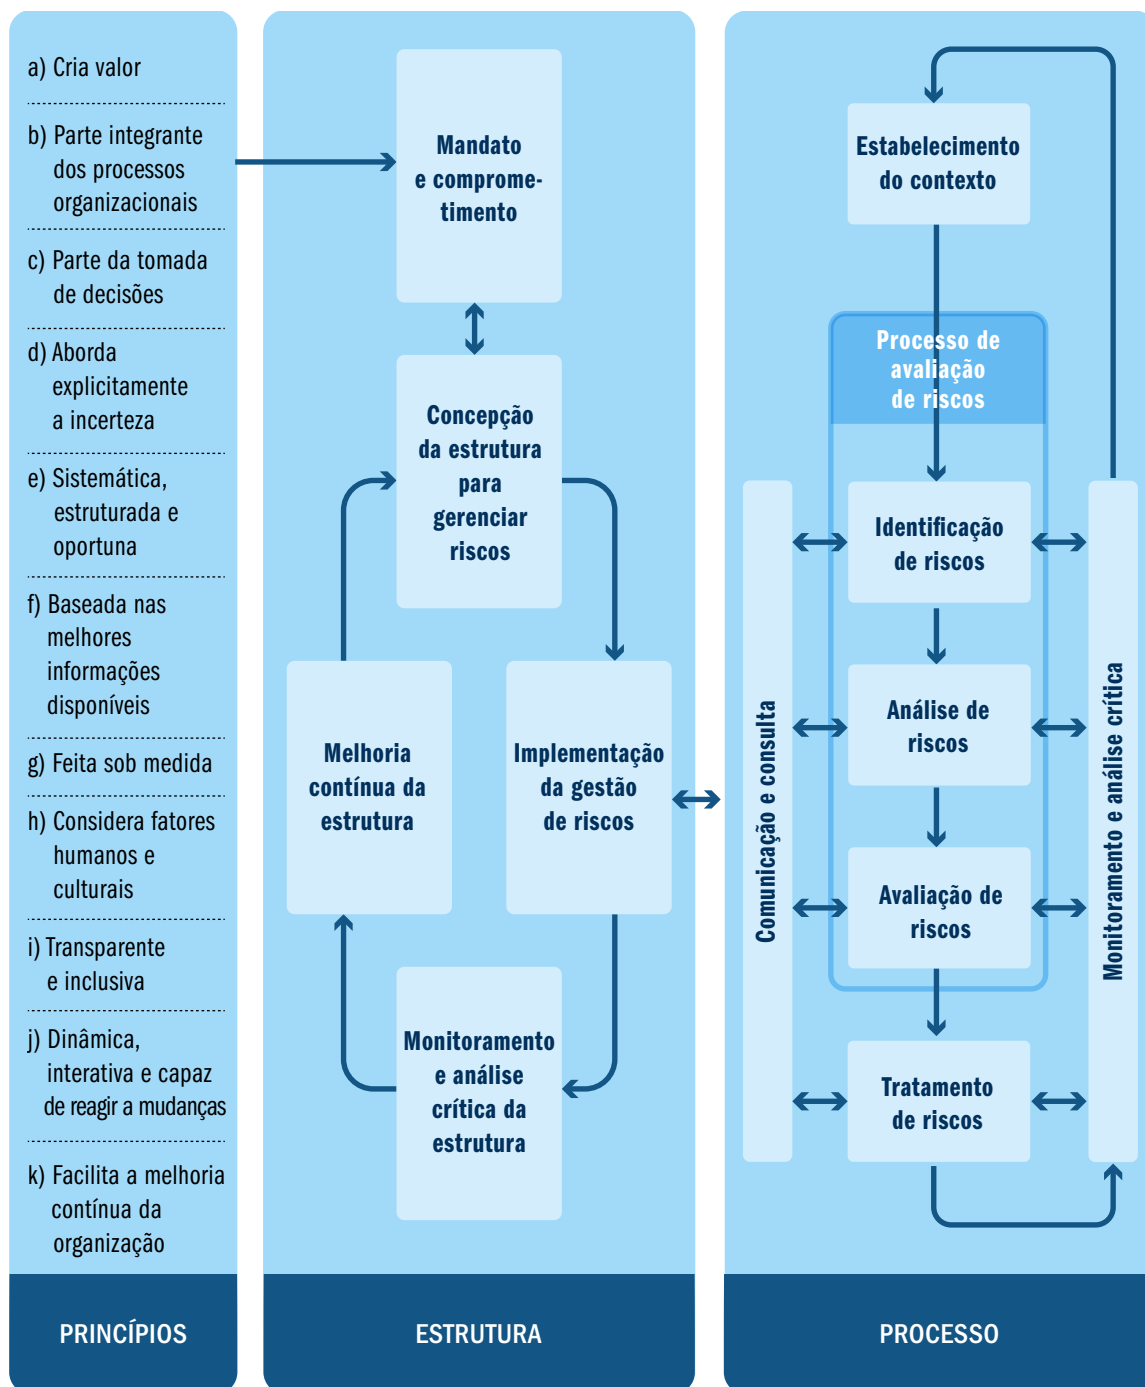 a) Cria valor
b) Parte integrante
dos processos
organizacionais
c) Parte da tomada
de decisões
d) Aborda
explicitamente
a incerteza
e) Sistemática,
estruturada e
oportuna
f) Baseada nas
melhores
informações
disponíveis
g) Feita sob medida
h) Considera fatores
humanos e
culturais
i) Transparente
e inclusiva
j) Dinâmica,
interativa e capaz
de reagir a mudanças
k) Facilita a melhoria
contínua da
organização
PRINCÍPIOS
Mandato
e comprome-
timento
Concepção
da estrutura
para
gerenciar
riscos
Melhoria
contínua da
estrutura
Implementação
da gestão
de riscos
Monitoramento
e análise
crítica da
estrutura
ESTRUTURA
Estabelecimento
do contexto
Processo de
avaliação
de riscos
Identificação
de riscos
Análise de
riscos
Avaliação de
riscos
Tratamento
de riscos
Comunicação e consulta
Monitoramento e análise crítica
PROCESSO